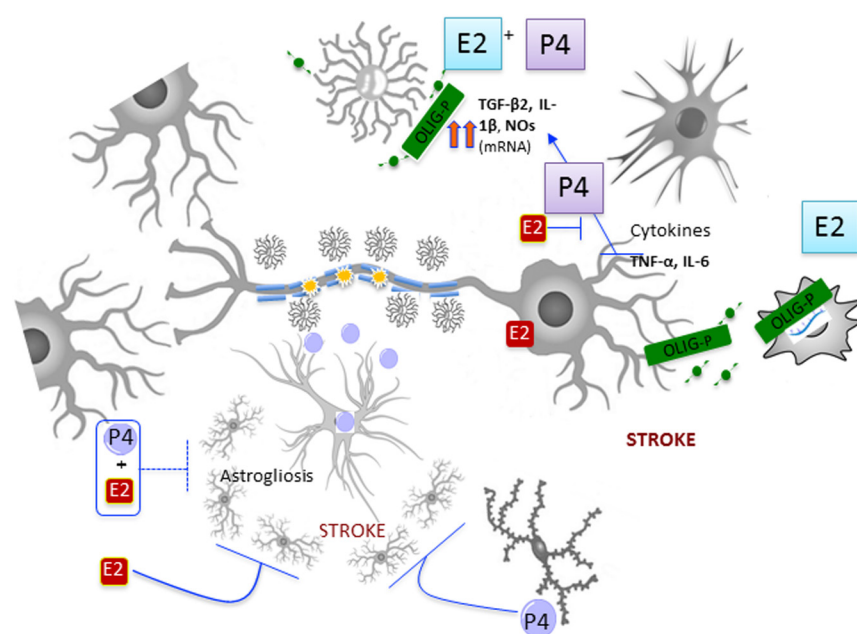 E2 + P4
OLIG-P
TGF-β2, IL-
1β, NOs
(mRNA)
P4
E2
E2
Cytokines
TNF-α, IL-6
E2
OLIG-P
OLIG-P
STROKE
P4
+
E2
Astrogliosis
STROKE
E2
P4